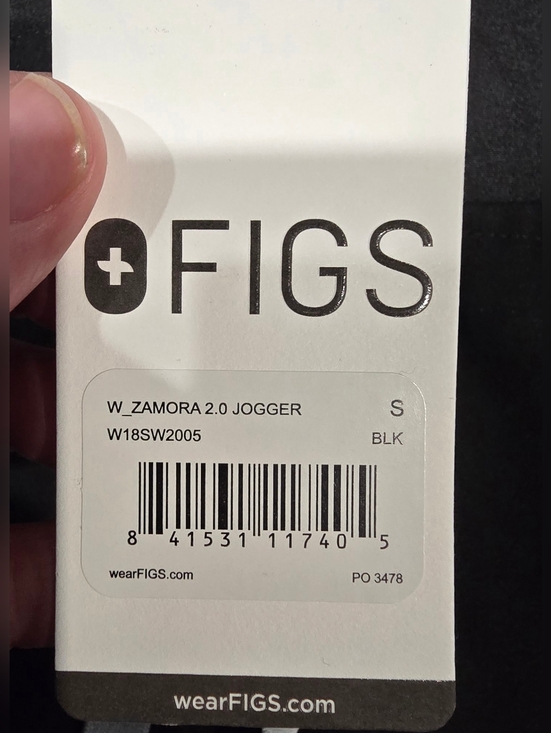 FIGS
W_ZAMORA 2.0 JOGGER S
W18SW2005 BLK
8 41531 11740 5
wearFIGS.com PO 3478
wearFIGS.com